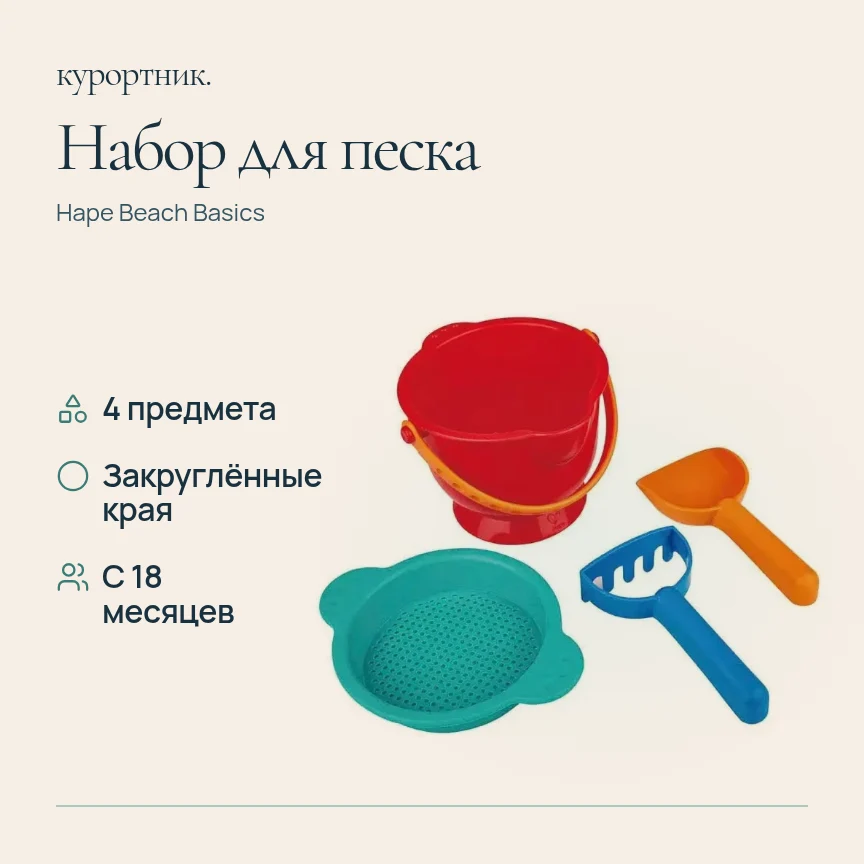 курортник.
Набор для песка
Hape Beach Basics
4 предмета
Закруглённые
края
С 18
месяцев